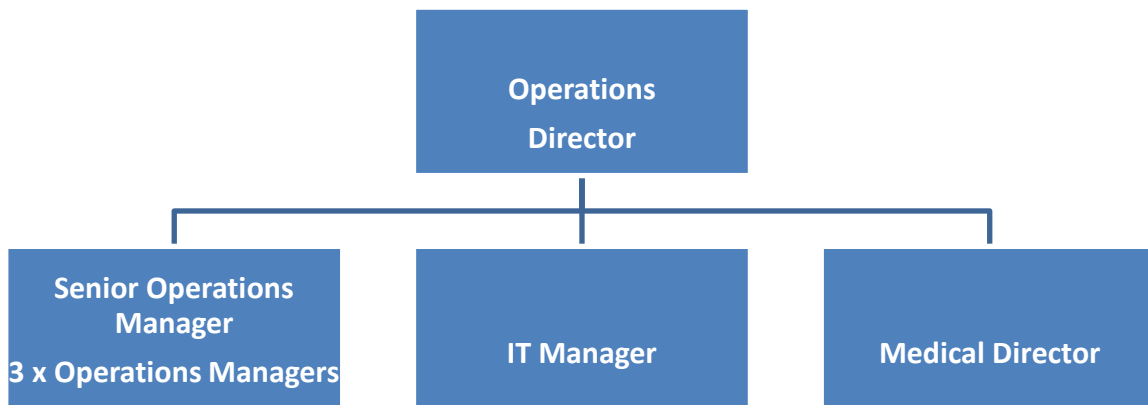 Operations
Director
Senior Operations
Manager
3 x Operations Managers
IT Manager
Medical Director